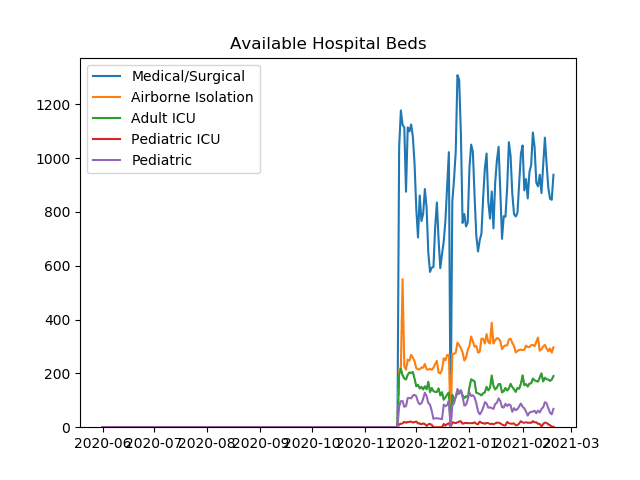 Available Hospital Beds
Medical/Surgical
Airborne Isolation
Adult ICU
Pediatric ICU
Pediatric
1200
1000
800
600
400
200
0
2020-06 2020-07 2020-08 2020-09 2020-10 2020-11 2020-12 2021-01 2021-02 2021-03